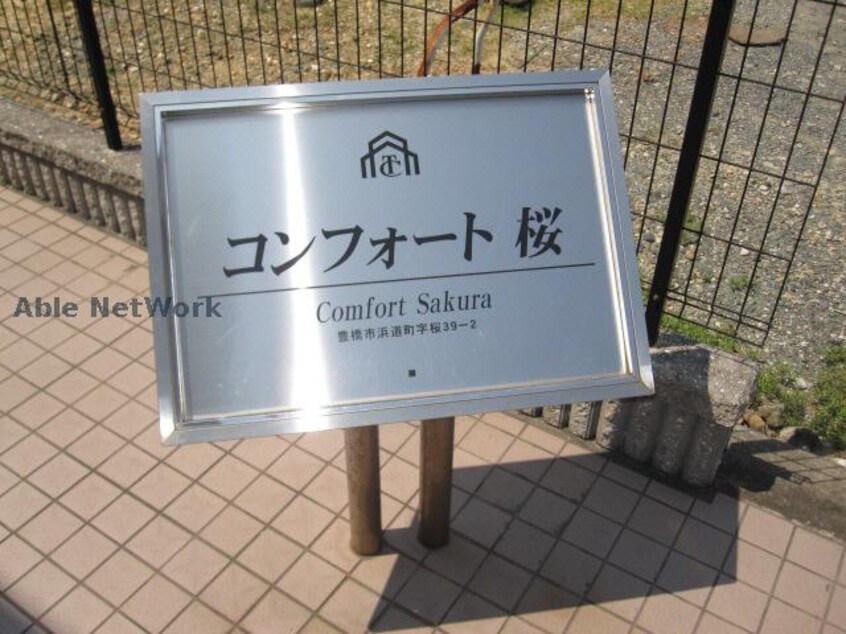 TC
コンフォート 桜
Comfort Sakura
豊橋市浜道町字桜39-2
Able NetWork